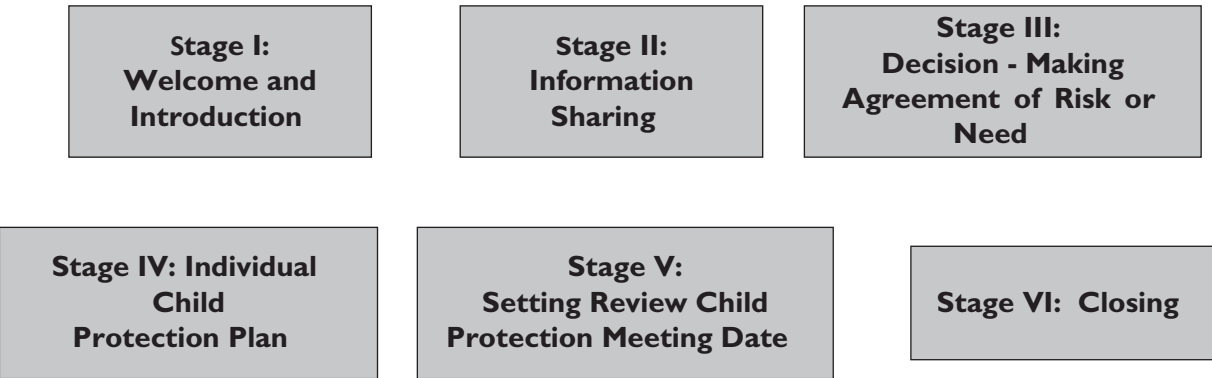 Stage I:
Welcome and
Introduction
Stage II:
Information
Sharing
Stage III:
Decision - Making
Agreement of Risk or
Need
Stage IV: Individual
Child
Protection Plan
Stage V:
Setting Review Child
Protection Meeting Date
Stage VI: Closing